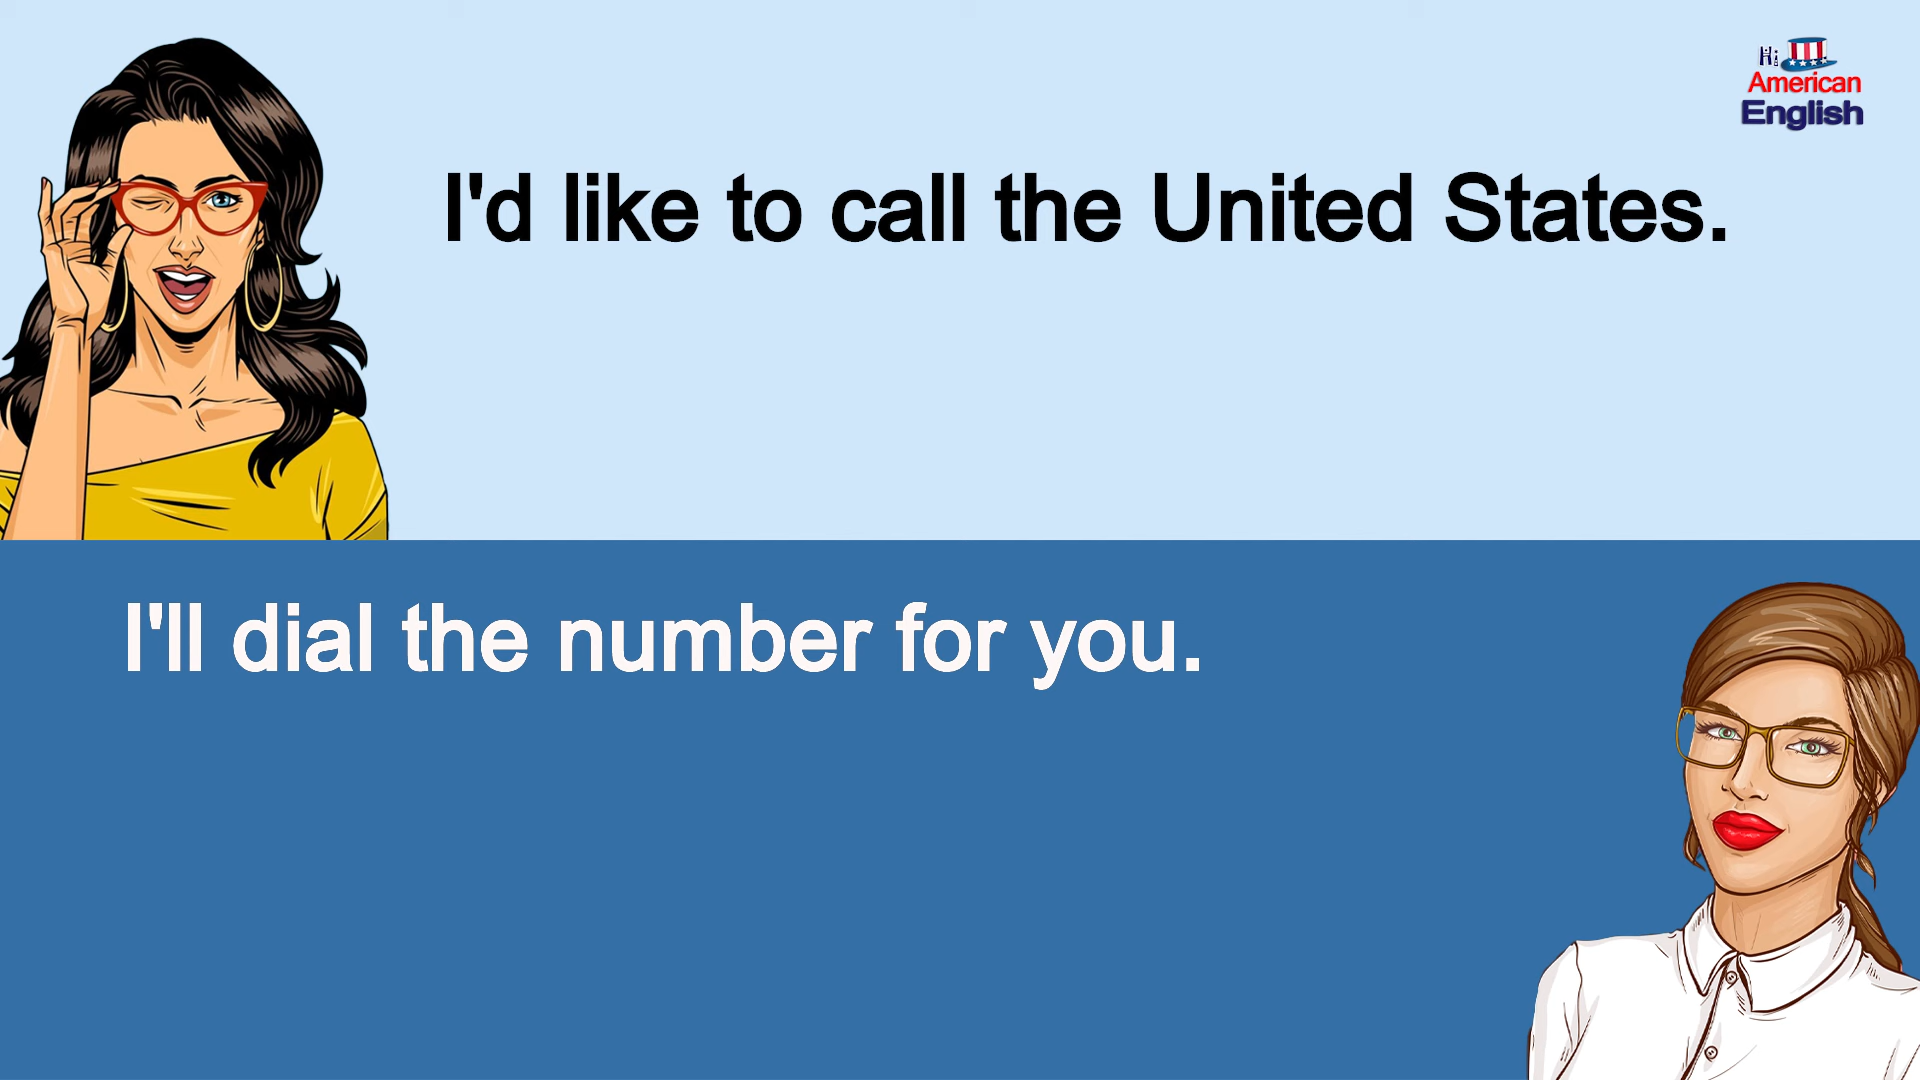 Hi
American
English
I'd like to call the United States.
I'll dial the number for you.